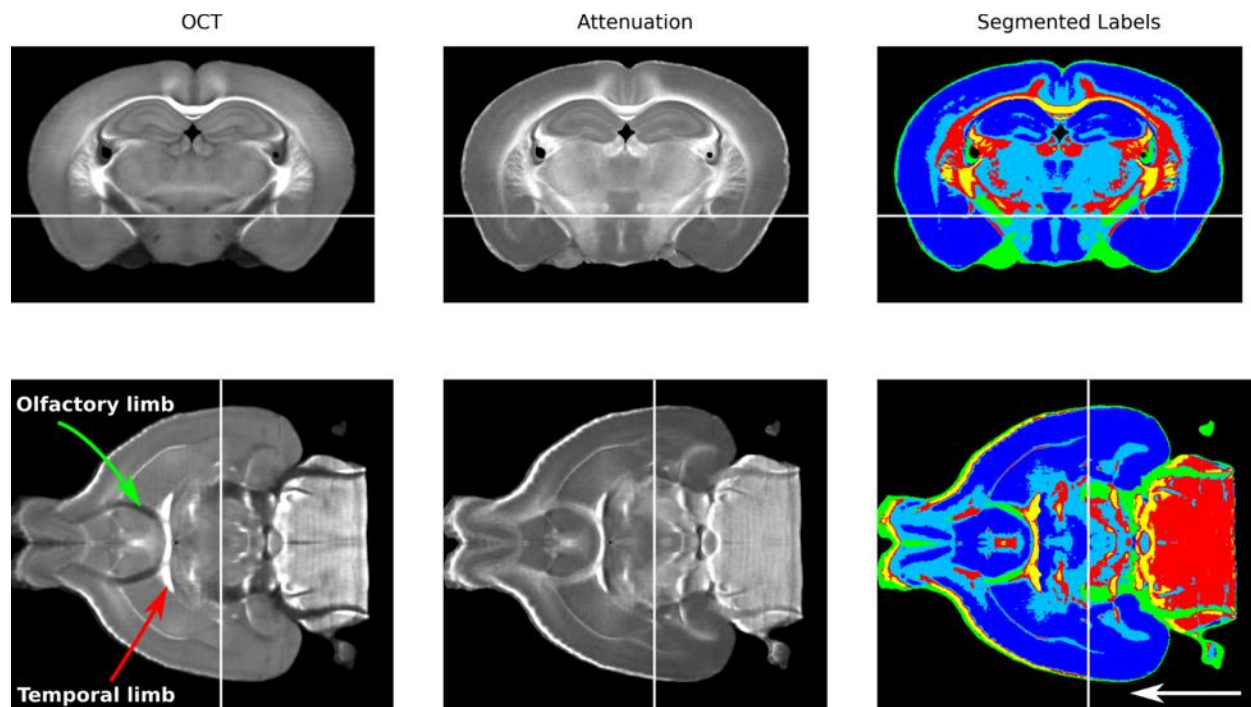 OCT
Attenuation
Segmented Labels
Olfactory limb
Temporal limb